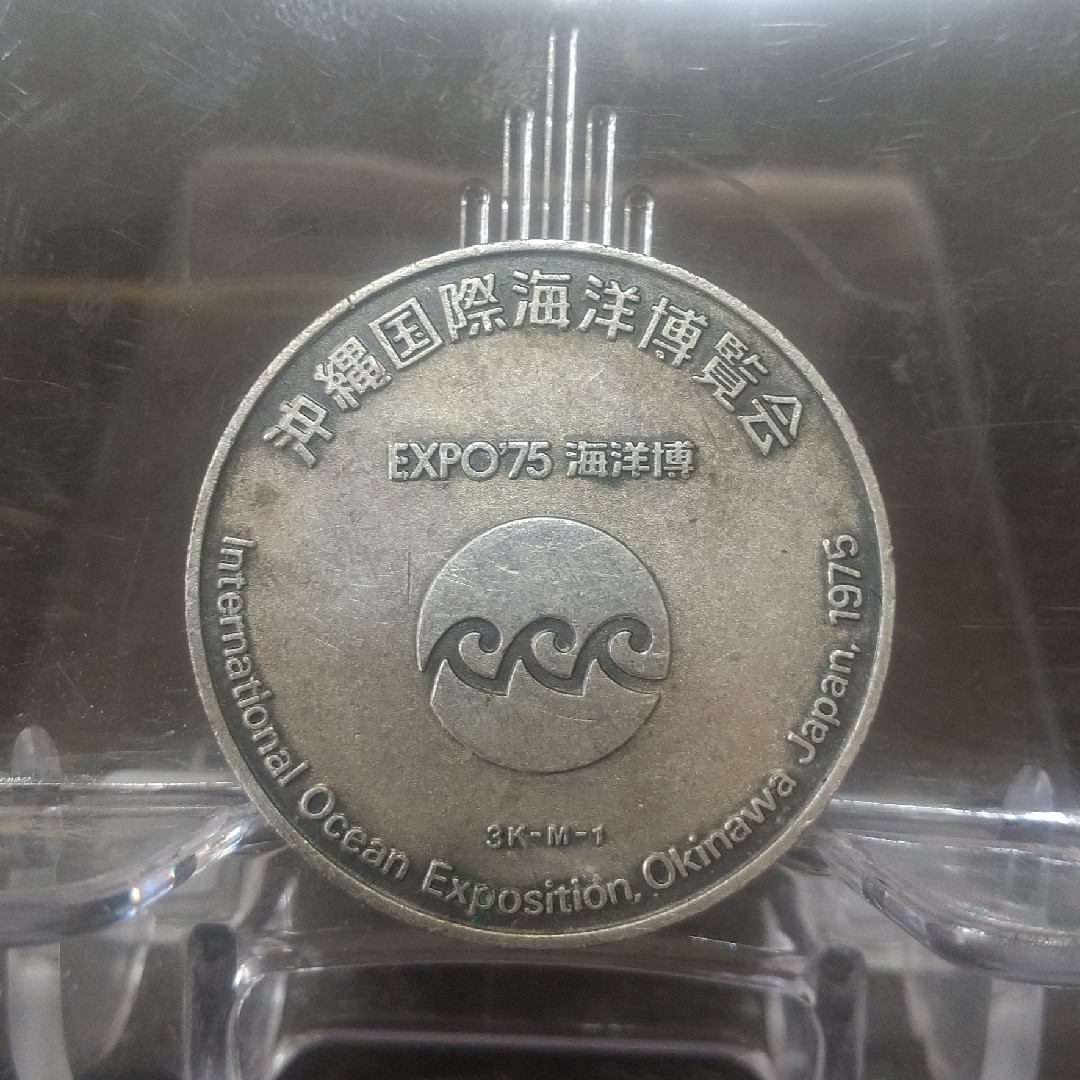 沖縄国際海洋博覧会
EXPO'75 海洋博
3K-M-1
International Ocean Exposition, Okinawa Japan, 1975